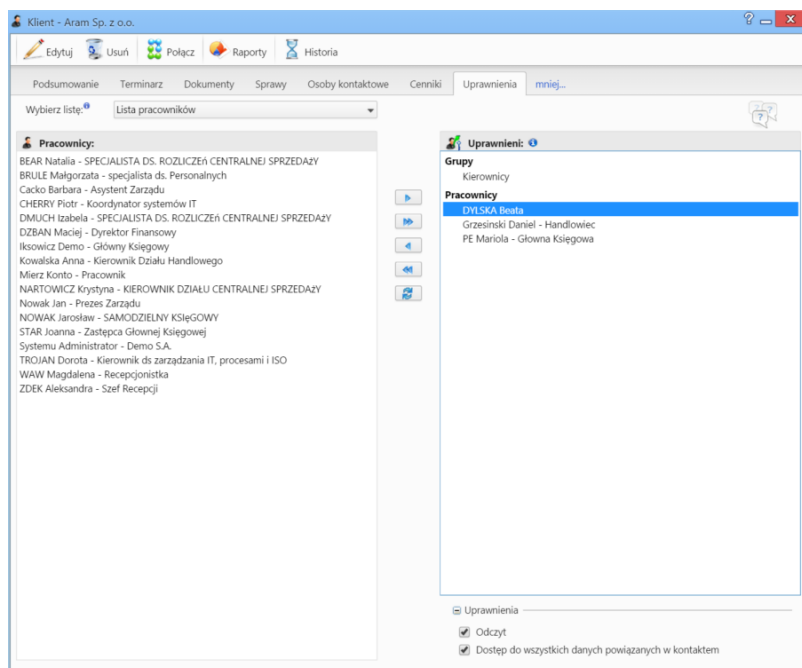 Klient - Aram Sp. z o.o.
Edytuj Usuń Połącz Raporty Historia
Podsumowanie Terminarz Dokumenty Sprawy Osoby kontaktowe Cenniki Uprawnienia mniej...
Wybierz listę: Lista pracowników
Pracownicy:
BEAR Natalia - SPECJALISTA DS. ROZLICZEń CENTRALNEJ SPRZEDAżY
BRULE Małgorzata - specjalista ds. Personalnych
Cacko Barbara - Asystent Zarządu
CHERRY Piotr - Koordynator systemów IT
DMUCH Izabela - SPECJALISTA DS. ROZLICZEń CENTRALNEJ SPRZEDAżY
DZBAN Maciej - Dyrektor Finansowy
Iksowicz Demo - Główny Księgowy
Kowalska Anna - Kierownik Działu Handlowego
Mierz Konto - Pracownik
NARTOWICZ Krystyna - KIEROWNIK DZIAŁU CENTRALNEJ SPRZEDAżY
Nowak Jan - Prezes Zarządu
NOWAK Jarosław - SAMODZIELNY KSIęGOWY
STAR Joanna - Zastępca Głownej Księgowej
Systemu Administrator - Demo S.A.
TROJAN Dorota - Kierownik ds zarządzania IT, procesami i ISO
WAW Magdalena - Recepcjonistka
ZDEK Aleksandra - Szef Recepcji
Uprawnieni:
Grupy
Kierownicy
Pracownicy
DYLSKA Beata
Grzesinski Daniel - Handlowiec
PE Mariola - Głowna Księgowa
Uprawnienia
Odczyt
Dostęp do wszystkich danych powiązanych w kontaktem